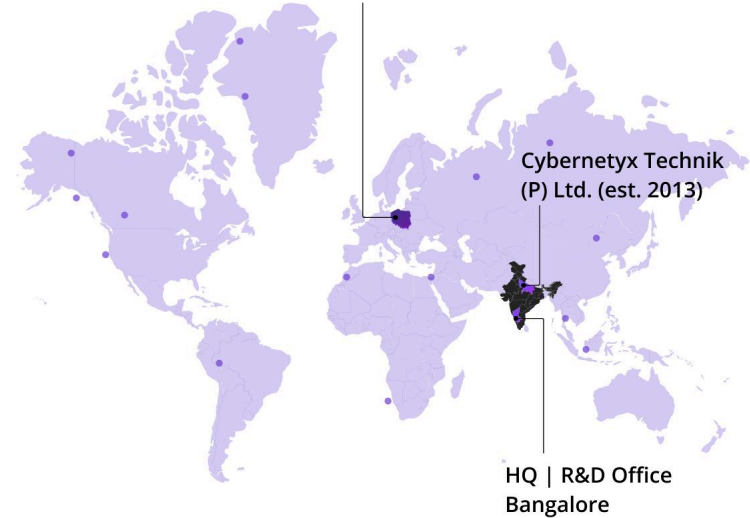 Cybernetyx Technik
(P) Ltd. (est. 2013)
HQ | R&D Office
Bangalore